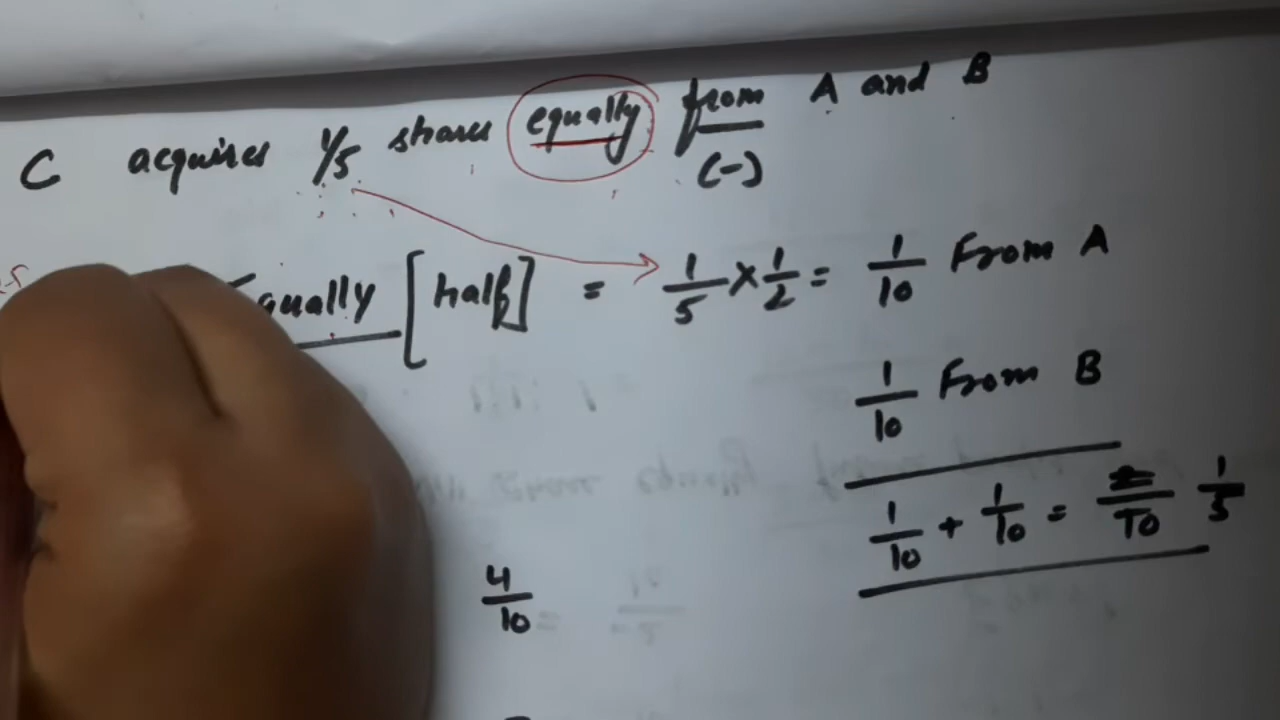 C acquires 1/5 shares equally from A and B
(-)
Equally [half] = 1/5 × 1/2 = 1/10 From A
1/10 From B
1/10 + 1/10 = 2/10 1/5
4/10